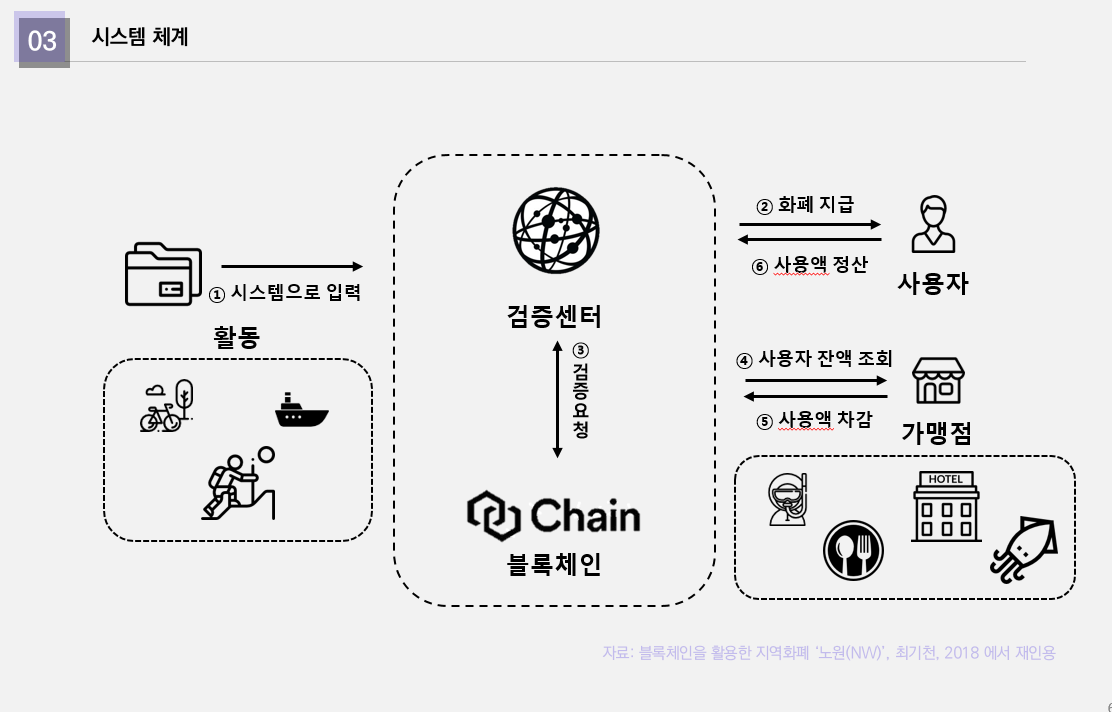 03 시스템 체계
② 화폐 지급
⑥ 사용액 정산
사용자
① 시스템으로 입력
활동
검증센터
③ 검증요청
④ 사용자 잔액 조회
⑤ 사용액 차감
가맹점
HOTEL
Chain
블록체인
자료: 블록체인을 활용한 지역화폐 ‘노원(NW)’, 최기천, 2018 에서 재인용